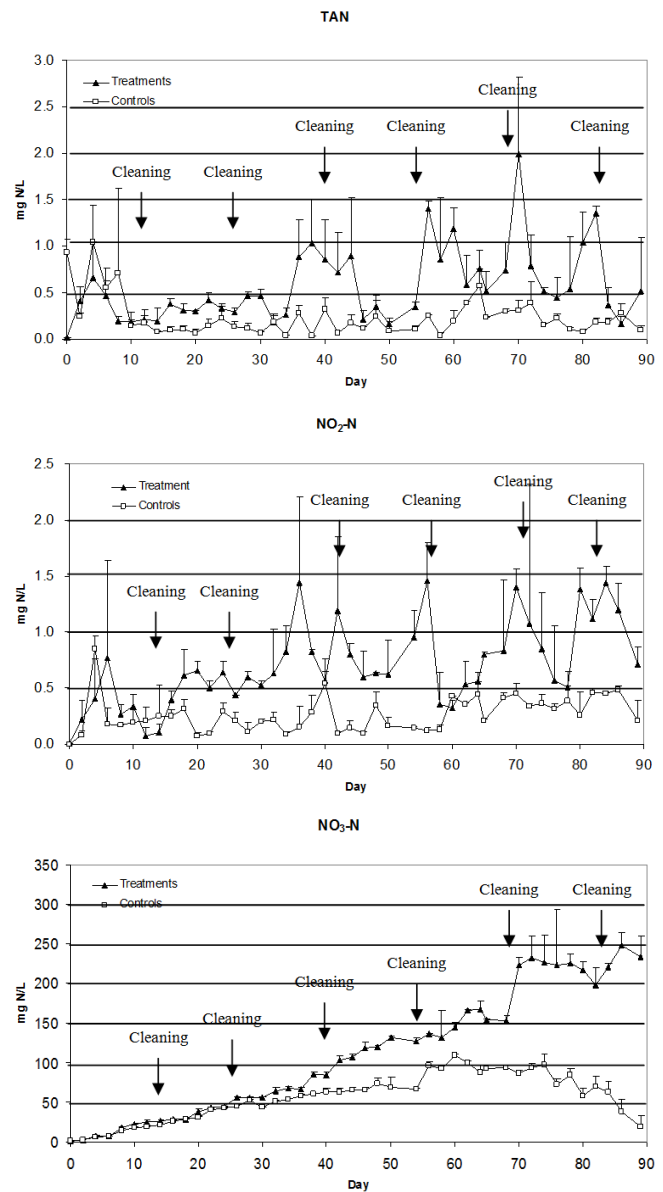 TAN
3.0
2.5
2.0
1.5
1.0
0.5
0.0
mg N/L
Treatments
Controls
Cleaning
Cleaning
Cleaning
Cleaning
Cleaning
Cleaning
0 10 20 30 40 50 60 70 80 90
Day
NO₂-N
2.5
2.0
1.5
1.0
0.5
0.0
mg N/L
Treatment
Controls
Cleaning
Cleaning
Cleaning
Cleaning
Cleaning
Cleaning
0 10 20 30 40 50 60 70 80 90
Day
NO₃-N
350
300
250
200
150
100
50
0
mg N/L
Treatments
Controls
Cleaning
Cleaning
Cleaning
Cleaning
Cleaning
Cleaning
0 10 20 30 40 50 60 70 80 90
Day